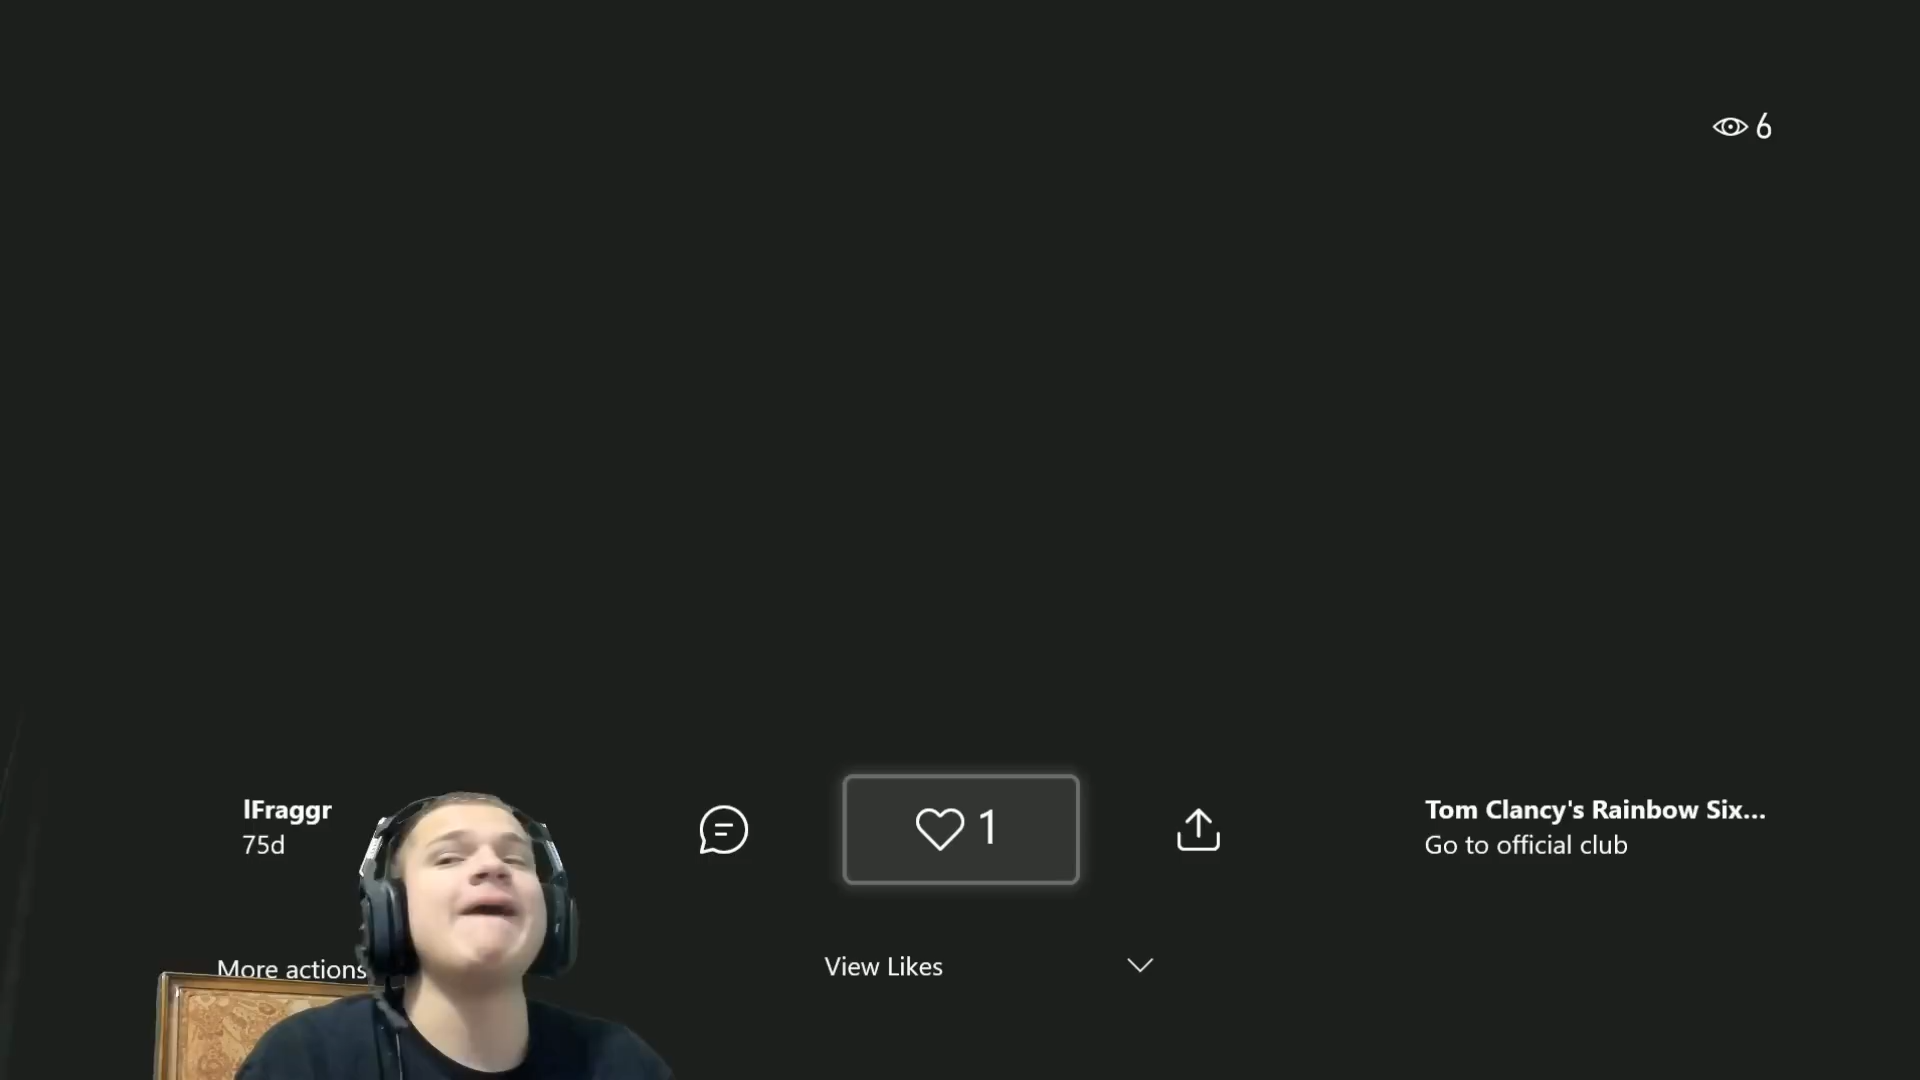 6
lFraggr
75d
1
Tom Clancy's Rainbow Six...
Go to official club
More actions
View Likes